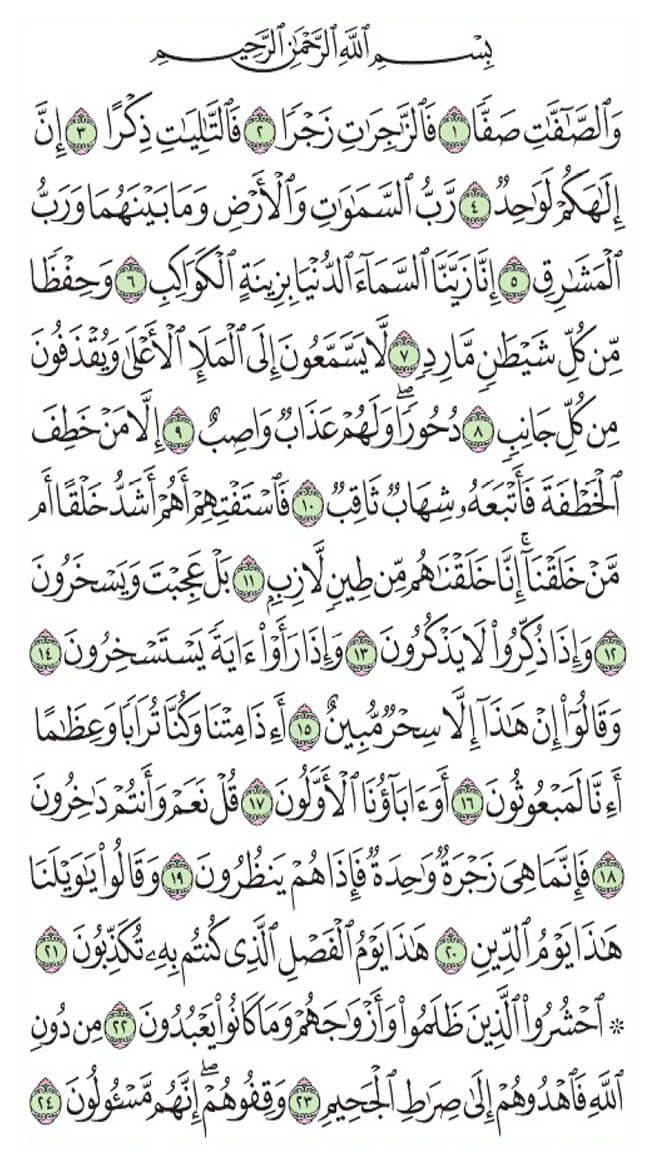 بِسْمِ ٱللَّهِ ٱلرَّحْمَٰنِ ٱلرَّحِيمِ
وَٱلصَّٰٓفَّٰتِ صَفًّا ١ فَٱلزَّٰجِرَٰتِ زَجْرًا ٢ فَٱلتَّٰلِيَٰتِ ذِكْرًا ٣ إِنَّ
إِلَٰهَكُمْ لَوَٰحِدٌ ٤ رَّبُّ ٱلسَّمَٰوَٰتِ وَٱلْأَرْضِ وَمَا بَيْنَهُمَا وَرَبُّ
ٱلْمَشَٰرِقِ ٥ إِنَّا زَيَّنَّا ٱلسَّمَآءَ ٱلدُّنْيَا بِزِينَةٍ ٱلْكَوَاكِبِ ٦ وَحِفْظًا
مِّن كُلِّ شَيْطَٰنٍ مَّارِدٍ ٧ لَّا يَسَّمَّعُونَ إِلَى ٱلْمَلَإِ ٱلْأَعْلَىٰ وَيُقْذَفُونَ
مِن كُلِّ جَانِبٍ ٨ دُحُورًا ۖ وَلَهُمْ عَذَابٌ وَاصِبٌ ٩ إِلَّا مَنْ خَطِفَ
ٱلْخَطْفَةَ فَأَتْبَعَهُۥ شِهَابٌ ثَاقِبٌ ١٠ فَٱسْتَفْتِهِمْ أَهُمْ أَشَدُّ خَلْقًا أَم
مَّنْ خَلَقْنَآ ۚ إِنَّا خَلَقْنَٰهُم مِّن طِينٍ لَّازِبٍ ١١ بَلْ عَجِبْتَ وَيَسْخَرُونَ
١٢ وَإِذَا ذُكِّرُوا۟ لَا يَذْكُرُونَ ١٣ وَإِذَا رَأَوْا۟ ءَايَةً يَسْتَسْخِرُونَ ١٤
وَقَالُوٓا۟ إِنْ هَٰذَآ إِلَّا سِحْرٌ مُّبِينٌ ١٥ أَءِذَا مِتْنَا وَكُنَّا تُرَابًا وَعِظَٰمًا
أَءِنَّا لَمَبْعُوثُونَ ١٦ أَوَءَابَآؤُنَا ٱلْأَوَّلُونَ ١٧ قُلْ نَعَمْ وَأَنتُمْ دَٰخِرُونَ
١٨ فَإِنَّمَا هِىَ زَجْرَةٌ وَٰحِدَةٌ فَإِذَا هُمْ يَنظُرُونَ ١٩ وَقَالُوا۟ يَٰوَيْلَنَا
هَٰذَا يَوْمُ ٱلدِّينِ ٢٠ هَٰذَا يَوْمُ ٱلْفَصْلِ ٱلَّذِى كُنتُم بِهِۦ تُكَذِّبُونَ ٢١
* ٱحْشُرُوا۟ ٱلَّذِينَ ظَلَمُوا۟ وَأَزْوَٰجَهُمْ وَمَا كَانُوا۟ يَعْبُدُونَ ٢٢ مِن دُونِ
ٱللَّهِ فَٱهْدُوهُمْ إِلَىٰ صِرَٰطِ ٱلْجَحِيمِ ٢٣ وَقِفُوهُمْ ۖ إِنَّهُم مَّسْـُٔولُونَ ٢٤